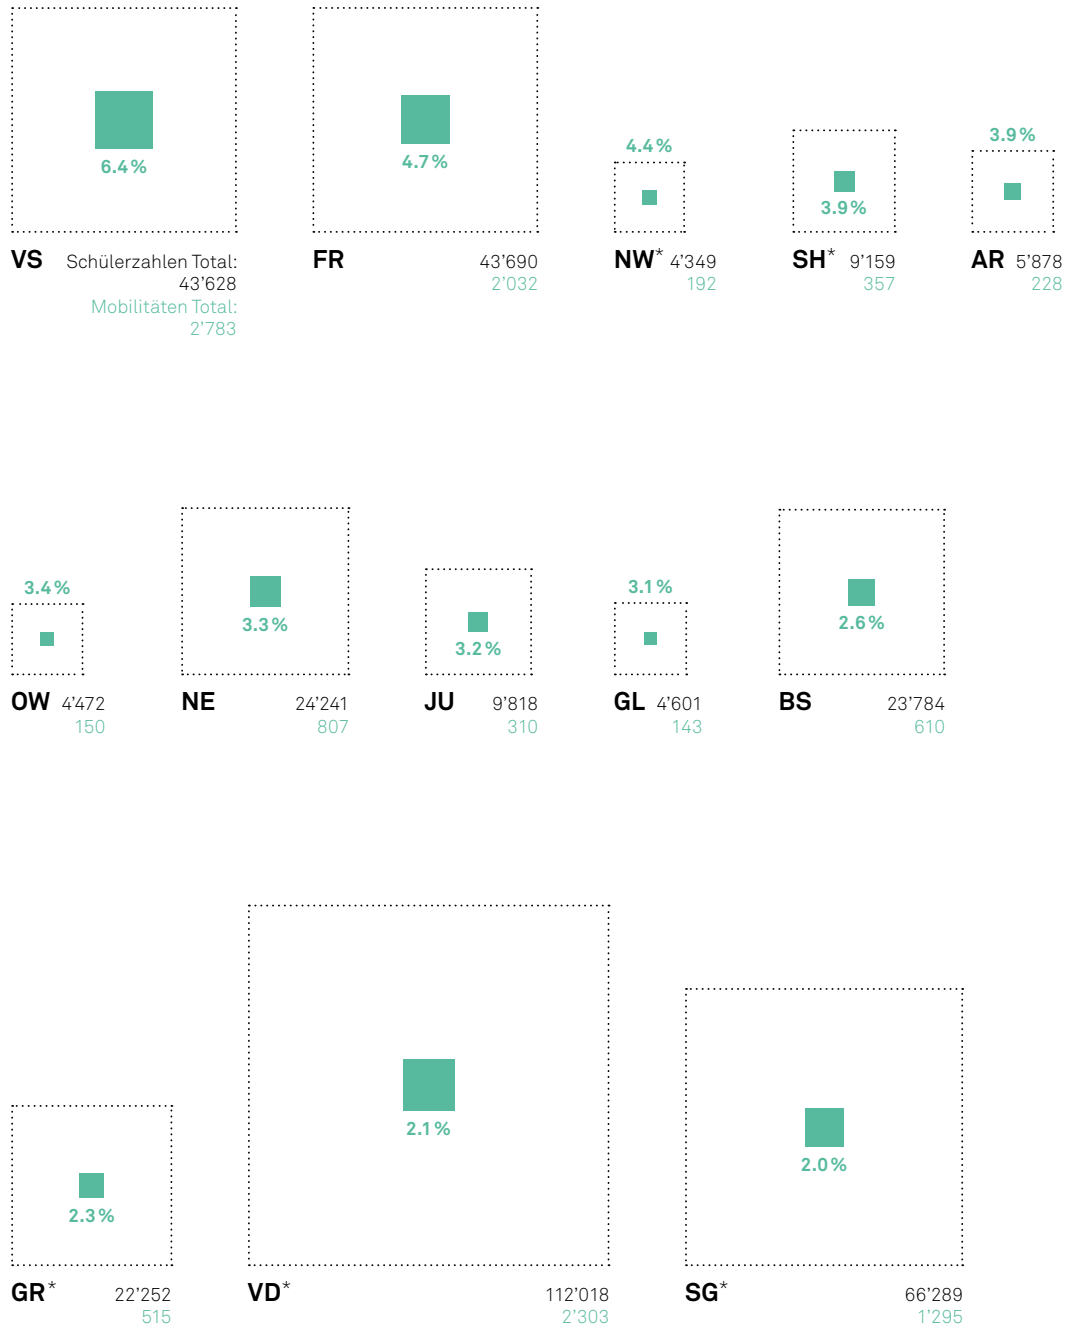 6.4%
4.7%
4.4%
3.9%
3.9%
VS Schülerzahlen Total:
43’628
Mobilitäten Total:
2’783
FR 43’690
2’032
NW* 4’349
192
SH* 9’159
357
AR 5’878
228
3.4%
3.3%
3.2%
3.1%
2.6%
OW 4’472
150
NE 24’241
807
JU 9’818
310
GL 4’601
143
BS 23’784
610
2.3%
2.1%
2.0%
GR* 22’252
515
VD* 112’018
2’303
SG* 66’289
1’295